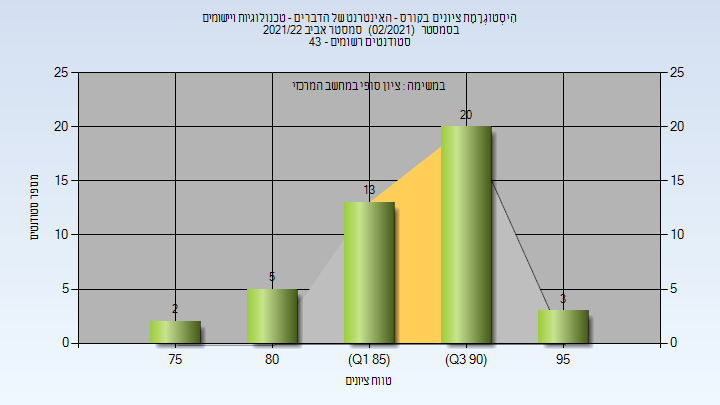 הִיסְטוֹגְרָמַת ציונים בקורס - האינטרנט של הדברים - טכנולוגיות ויישומים
בסמסטר (02/2021) סמסטר אביב 2021/22
סטודנטים רשומים - 43
במשימה : ציון סופי במחשב המרכזי
25 25
20 20
15 15
10 10
5 5
0 0
2 5 13 20 3
מספר סטודנטים
75 80 (Q1 85) (Q3 90) 95
טווח ציונים